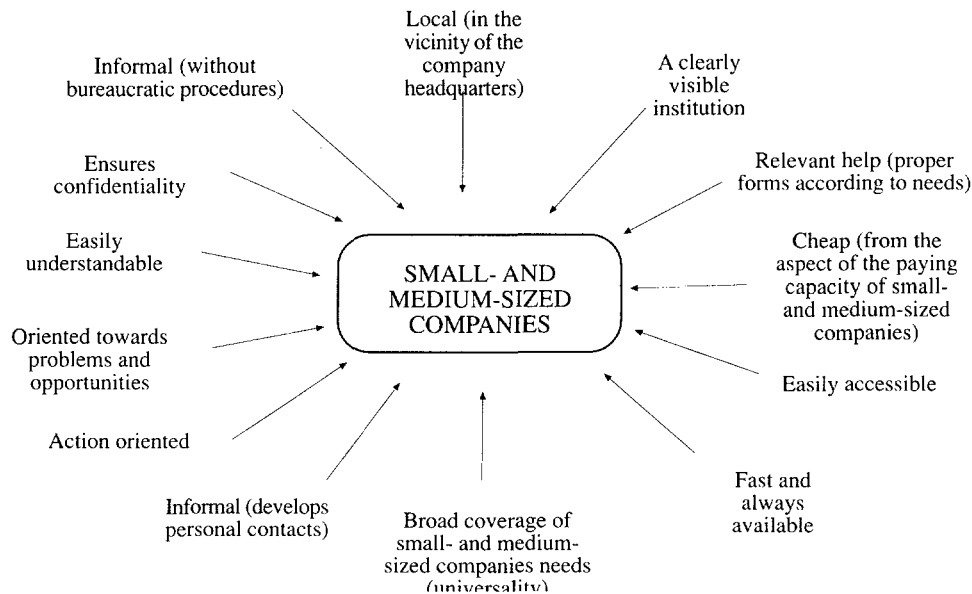 Local (in the
vicinity of the
company
headquarters)
Informal (without
bureaucratic procedures)
A clearly
visible
institution
Ensures
confidentiality
Relevant help (proper
forms according to needs)
Easily
understandable
Cheap (from the
aspect of the paying
capacity of small-
and medium-sized
companies)
SMALL- AND
MEDIUM-SIZED
COMPANIES
Oriented towards
problems and
opportunities
Easily accessible
Action oriented
Fast and
always
available
Informal (develops
personal contacts)
Broad coverage of
small- and medium-
sized companies needs
(universality)